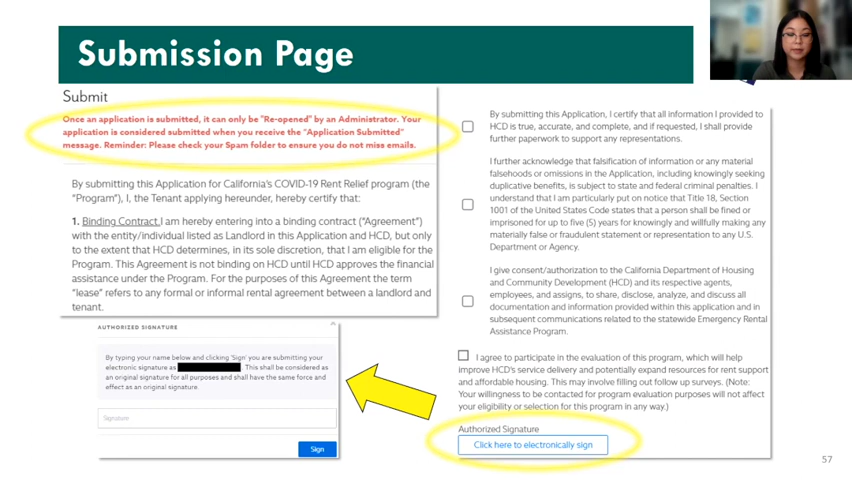 Submission Page
Submit
Once an application is submitted, it can only be "Re-opened" by an Administrator. Your
application is considered submitted when you receive the "Application Submitted"
message. Reminder: Please check your Spam folder to ensure you do not miss emails.
By submitting this Application for California's COVID-19 Rent Relief program (the
"Program"), I, the Tenant applying hereunder, hereby certify that:
1. Binding Contract. I am hereby entering into a binding contract ("Agreement")
with the entity/individual listed as Landlord in this Application and HCD, but only
to the extent that HCD determines, in its sole discretion, that I am eligible for the
Program. This Agreement is not binding on HCD until HCD approves the financial
assistance under the Program. For the purposes of this Agreement the term
"lease" refers to any formal or informal rental agreement between a landlord and
tenant.
AUTHORIZED SIGNATURE
By typing your name below and clicking 'Sign' you are submitting your
electronic signature as . This shall be considered as
an original signature for all purposes and shall have the same force and
effect as an original signature.
Signature
Sign
By submitting this Application, I certify that all information I provided to
HCD is true, accurate, and complete, and if requested, I shall provide
further paperwork to support any representations.
I further acknowledge that falsification of information or any material
falsehoods or omissions in the Application, including knowingly seeking
duplicative benefits, is subject to state and federal criminal penalties. I
understand that I am particularly put on notice that Title 18, Section
1001 of the United States Code states that a person shall be fined or
imprisoned for up to five (5) years for knowingly and willfully making any
materially false or fraudulent statement or representation to any U.S.
Department or Agency.
I give consent/authorization to the California Department of Housing
and Community Development (HCD) and its respective agents,
employees, and assigns, to share, disclose, analyze, and discuss all
documentation and information provided within this application and in
subsequent communications related to the statewide Emergency Rental
Assistance Program.
I agree to participate in the evaluation of this program, which will help
improve HCD's service delivery and potentially expand resources for rent support
and affordable housing. This may involve filling out follow up surveys. (Note:
Your willingness to be contacted for program evaluation purposes will not affect
your eligibility or selection for this program in any way.)
Authorized Signature
Click here to electronically sign
57